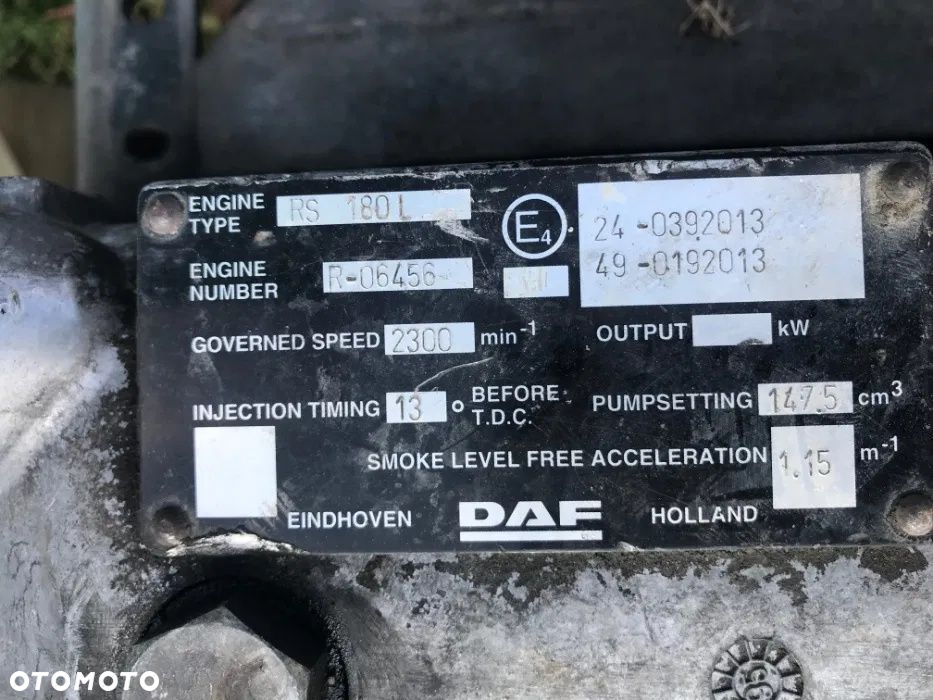 ENGINE TYPE RS 180 L
E4
24-0392013
49-0192013
ENGINE NUMBER R-06456
GOVERNED SPEED 2300 min-1
OUTPUT kW
INJECTION TIMING 13 o BEFORE T.D.C.
PUMPSETTING 147.5 cm3
SMOKE LEVEL FREE ACCELERATION 1.15 m-1
EINDHOVEN DAF HOLLAND
OTOMOTO